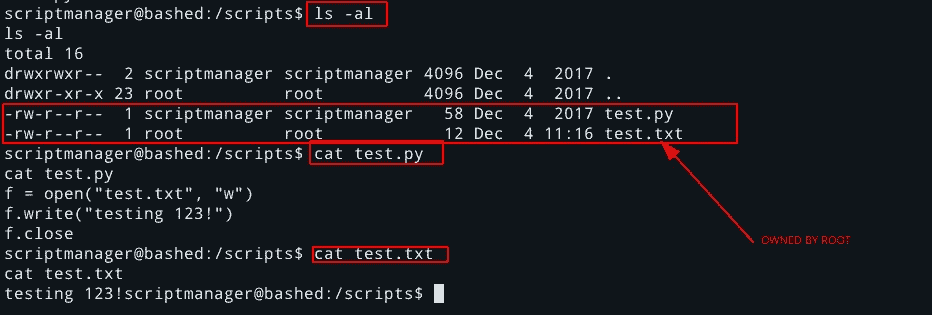 scriptmanager@bashed:/scripts$ ls -al
ls -al
total 16
drwxrwxr--  2 scriptmanager scriptmanager 4096 Dec  4  2017 .
drwxr-xr-x 23 root          root          4096 Dec  4  2017 ..
-rw-r--r--  1 scriptmanager scriptmanager   58 Dec  4  2017 test.py
-rw-r--r--  1 root          root            12 Dec  4 11:16 test.txt
scriptmanager@bashed:/scripts$ cat test.py
cat test.py
f = open("test.txt", "w")
f.write("testing 123!")
f.close
OWNED BY ROOT
scriptmanager@bashed:/scripts$ cat test.txt
cat test.txt
testing 123!scriptmanager@bashed:/scripts$